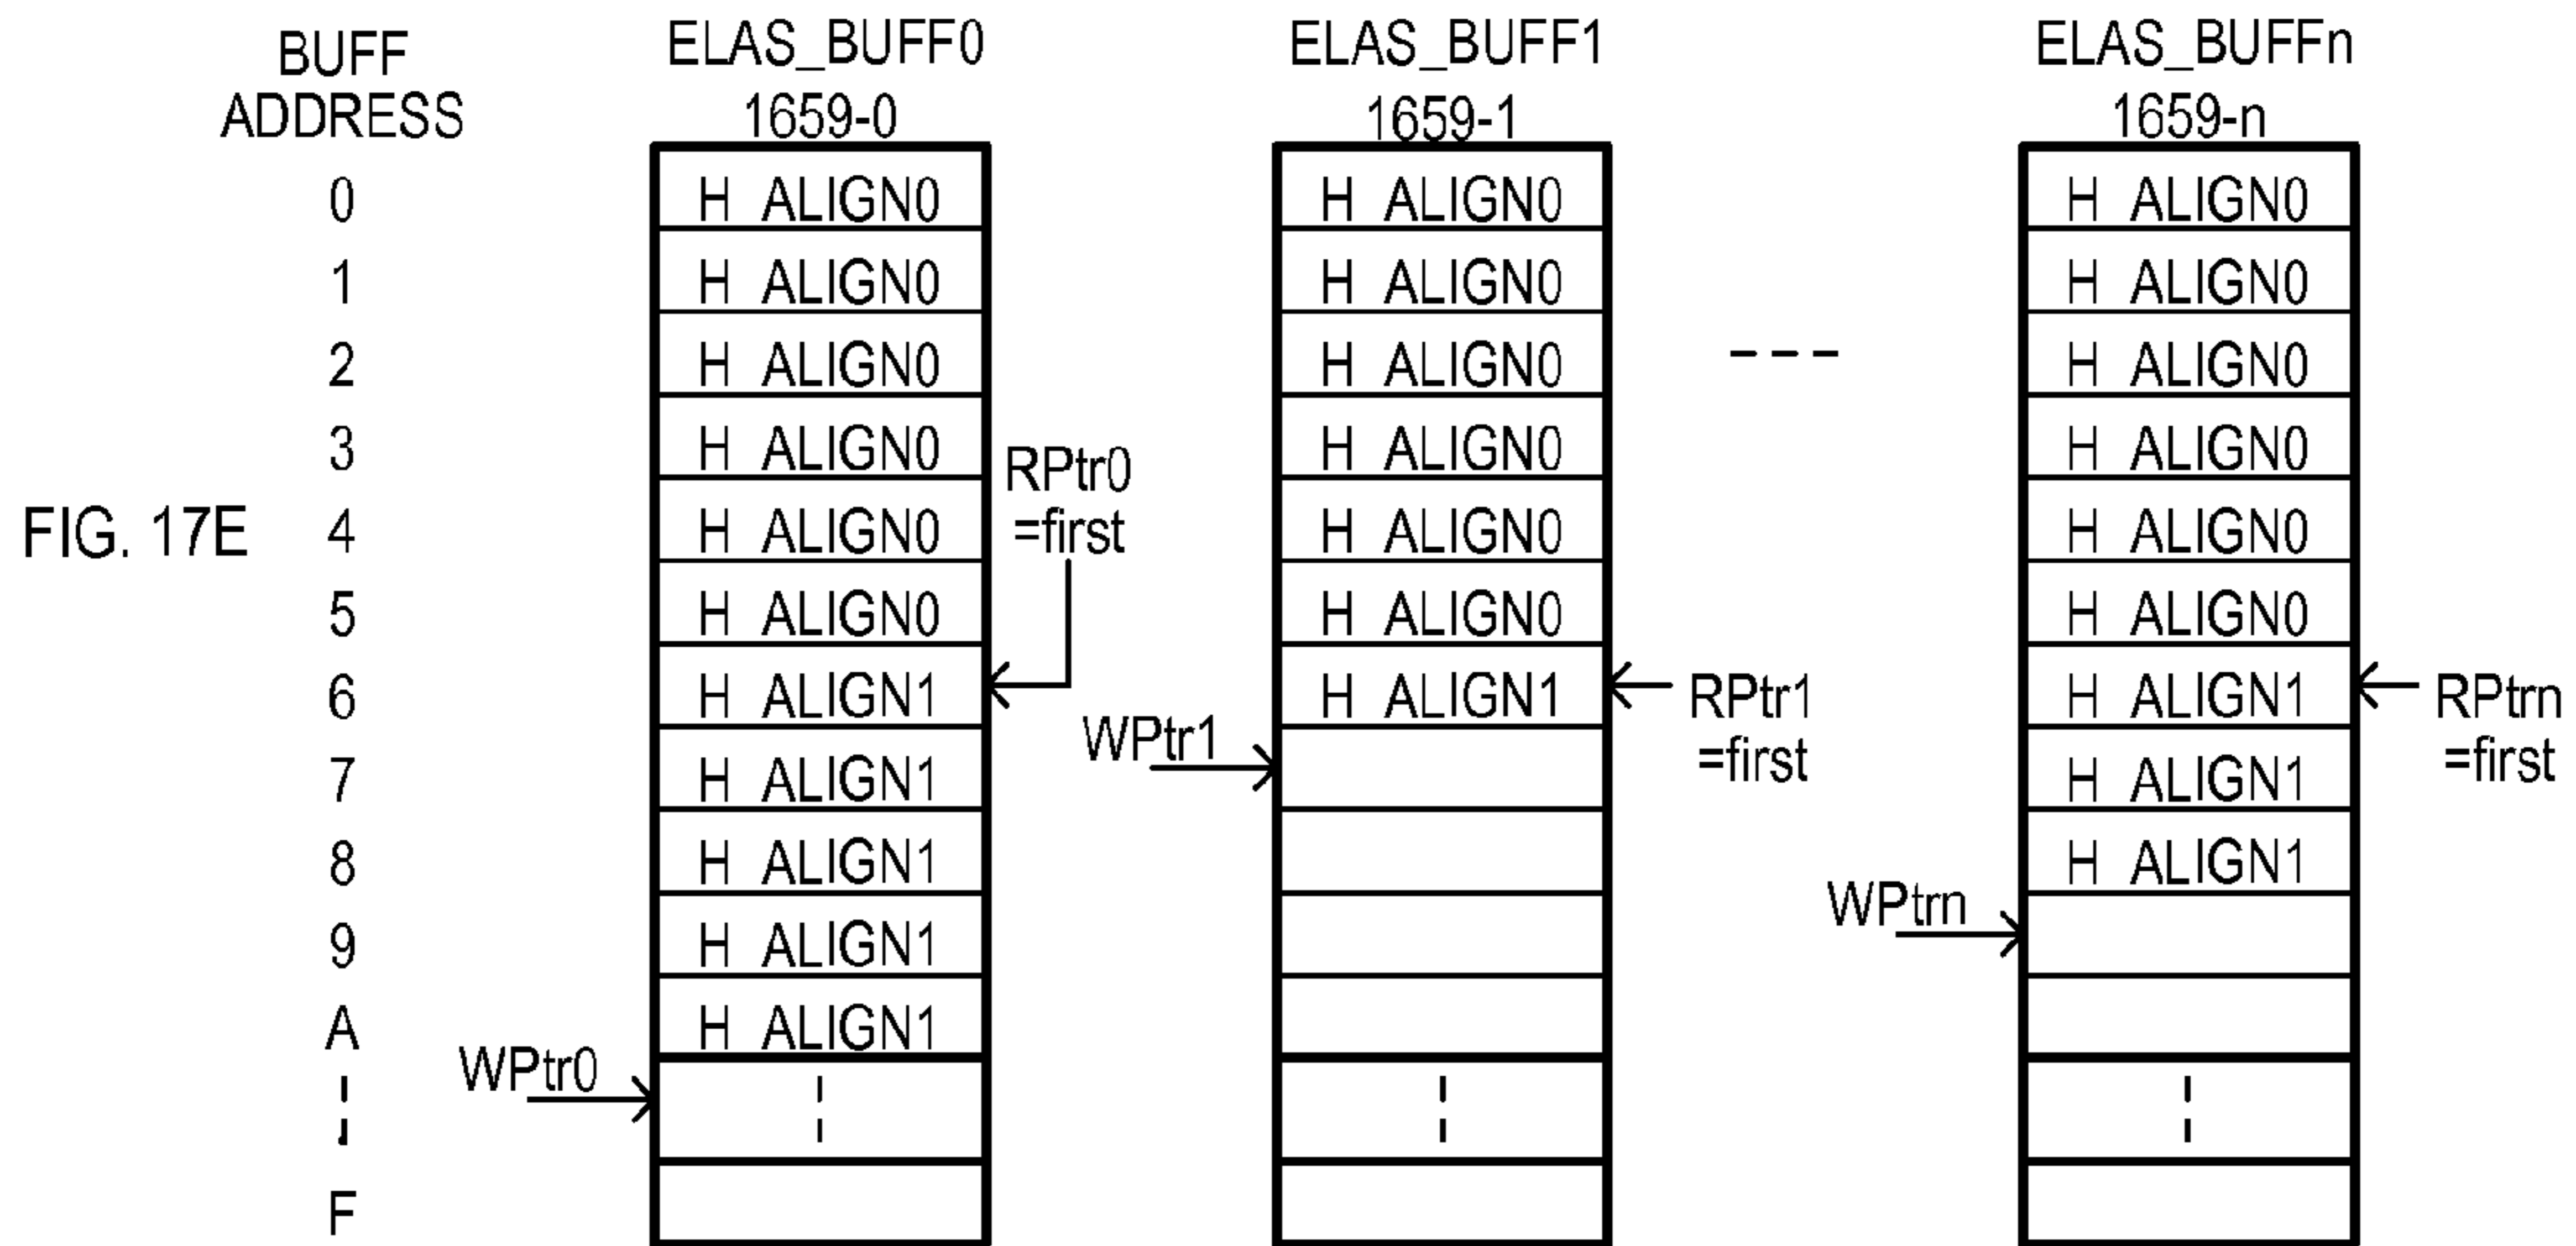 BUFF ADDRESS ELAS_BUFF0 1659-0 ELAS_BUFF1 1659-1 ELAS_BUFFn 1659-n
0 H ALIGN0 H ALIGN0 H ALIGN0
1 H ALIGN0 H ALIGN0 H ALIGN0
2 H ALIGN0 H ALIGN0 H ALIGN0
3 H ALIGN0 H ALIGN0 H ALIGN0
RPtr0
=first
FIG. 17E
4 H ALIGN0 H ALIGN0 H ALIGN0
5 H ALIGN0 H ALIGN0 H ALIGN0
6 H ALIGN1 H ALIGN1 RPtr1 =first H ALIGN1 RPtrn =first
WPtr1
7 H ALIGN1 H ALIGN1
8 H ALIGN1 H ALIGN1
WPtrn
9 H ALIGN1
A H ALIGN1
WPtr0
F